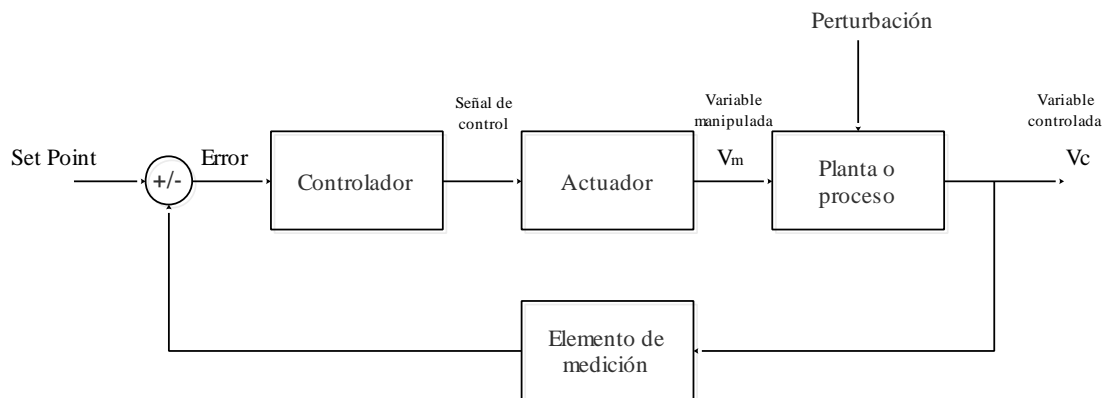 Perturbación
Señal de
control
Variable
manipulada
Variable
controlada
Set Point
+/-
Error
Controlador
Actuador
Vm
Planta o
proceso
Vc
Elemento de
medición